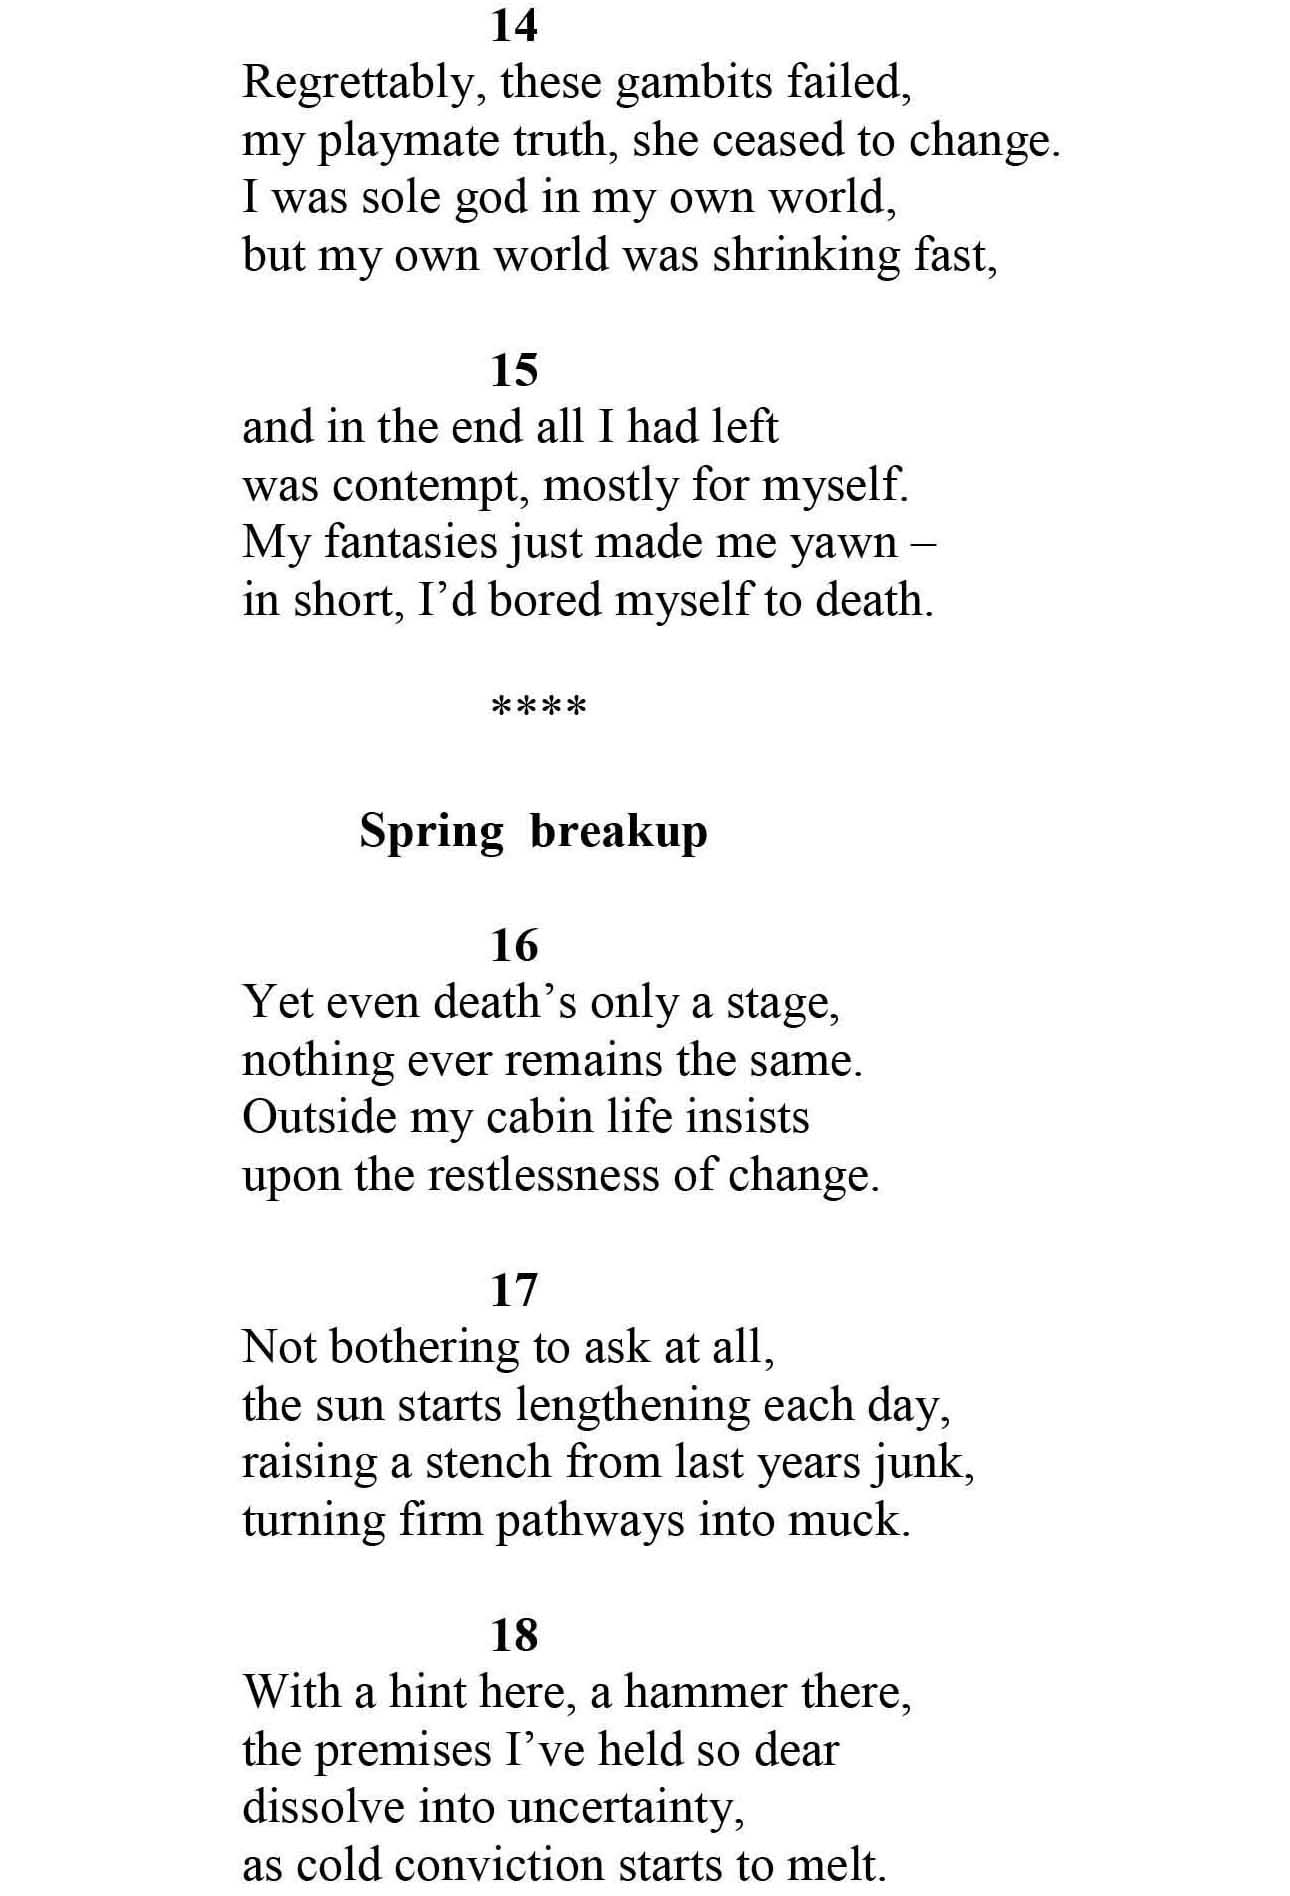 14
Regrettably, these gambits failed,
my playmate truth, she ceased to change.
I was sole god in my own world,
but my own world was shrinking fast,
15
and in the end all I had left
was contempt, mostly for myself.
My fantasies just made me yawn –
in short, I’d bored myself to death.
****
Spring breakup
16
Yet even death’s only a stage,
nothing ever remains the same.
Outside my cabin life insists
upon the restlessness of change.
17
Not bothering to ask at all,
the sun starts lengthening each day,
raising a stench from last years junk,
turning firm pathways into muck.
18
With a hint here, a hammer there,
the premises I’ve held so dear
dissolve into uncertainty,
as cold conviction starts to melt.